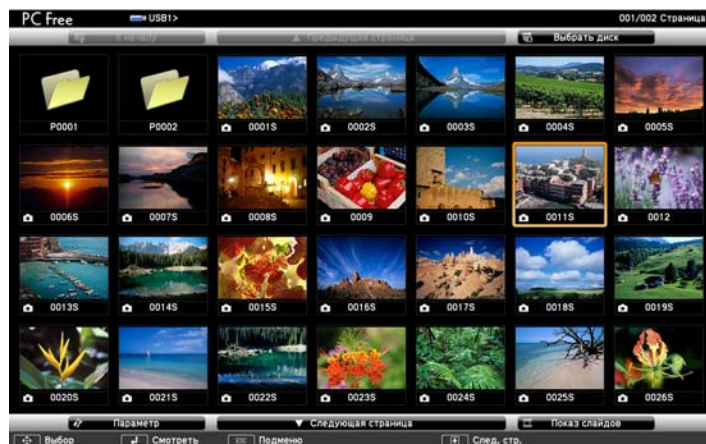 PC Free USB1> 001/002 Страница
К началу ▲ Предыдущая страница Выбрать диск
P0001 P0002 0001S 0002S 0003S 0004S 0005S
0006S 0007S 0008S 0009 0010S 0011S 0012
0013S 0014S 0015S 0016S 0017S 0018S 0019S
0020S 0021S 0022S 0023S 0024S 0025S 0026S
Параметр ▼ Следующая страница Показ слайдов
Выбор Смотреть ESC Подменю След. стр.